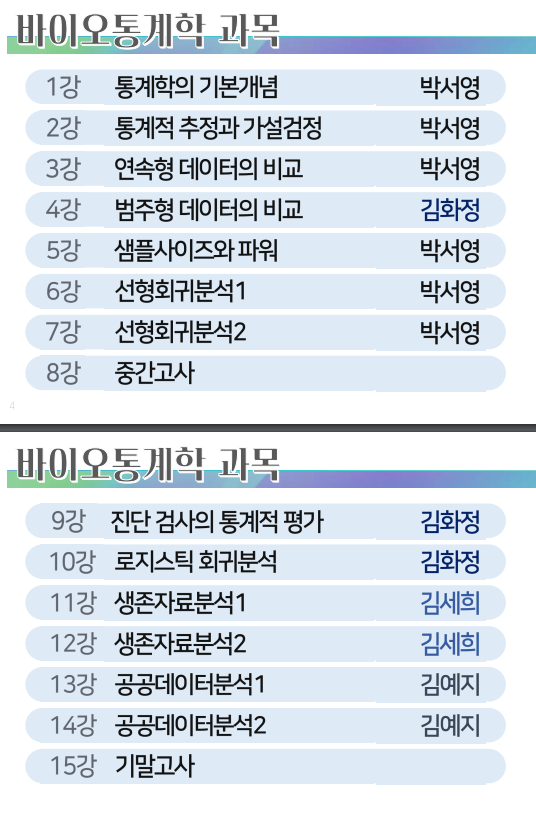 바이오통계학 과목
1강 통계학의 기본개념 박서영
2강 통계적 추정과 가설검정 박서영
3강 연속형 데이터의 비교 박서영
4강 범주형 데이터의 비교 김화정
5강 샘플사이즈와 파워 박서영
6강 선형회귀분석1 박서영
7강 선형회귀분석2 박서영
8강 중간고사
4
바이오통계학 과목
9강 진단 검사의 통계적 평가 김화정
10강 로지스틱 회귀분석 김화정
11강 생존자료분석1 김세희
12강 생존자료분석2 김세희
13강 공공데이터분석1 김예지
14강 공공데이터분석2 김예지
15강 기말고사